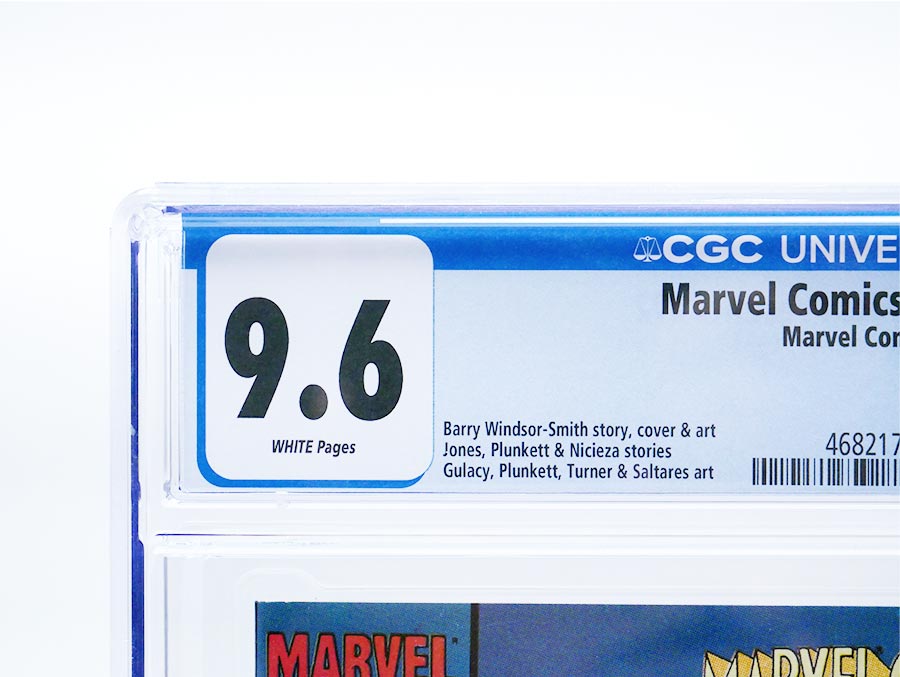 CGC UNIVE
Marvel Comics
Marvel Co
9.6
WHITE Pages
Barry Windsor-Smith story, cover & art
Jones, Plunkett & Nicieza stories
Gulacy, Plunkett, Turner & Saltares art
468217
MARVEL
MARVEL